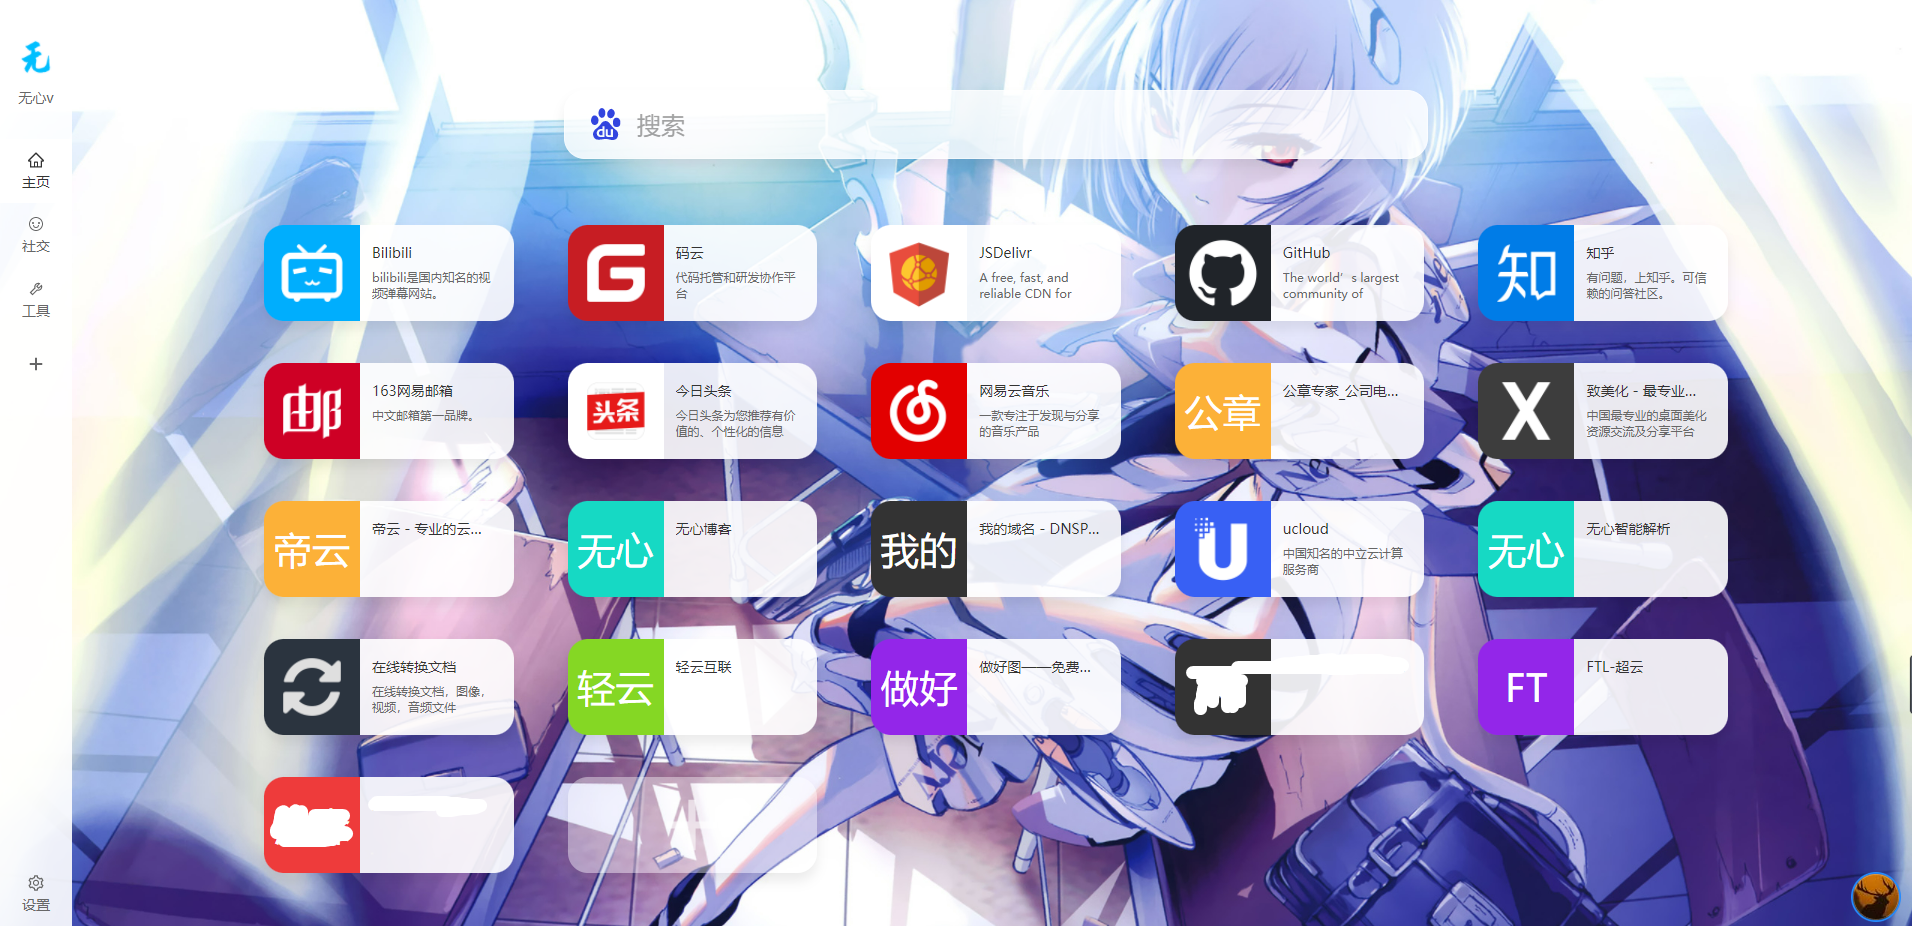 无
无心v
主页
社交
工具
设置
du 搜索
Bilibili
bilibili是国内知名的视
频弹幕网站。
G
码云
代码托管和研发协作平
台
JSDelivr
A free, fast, and
reliable CDN for
GitHub
The world’s largest
community of
知
知乎
有问题，上知乎。可信
赖的问答社区。
邮
163网易邮箱
中文邮箱第一品牌。
头条
今日头条
今日头条为您推荐有价
值的、个性化的信息
网易云音乐
一款专注于发现与分享
的音乐产品
公章
公章专家_公司电...
X
致美化 - 最专业...
中国最专业的桌面美化
资源交流及分享平台
帝云
帝云 - 专业的云...
无心
无心博客
我的
我的域名 - DNSP...
U
ucloud
中国知名的中立云计算
服务商
无心
无心智能解析
在线转换文档
在线转换文档，图像，
视频，音频文件
轻云
轻云互联
做好
做好图——免费...
FT
FTL-超云